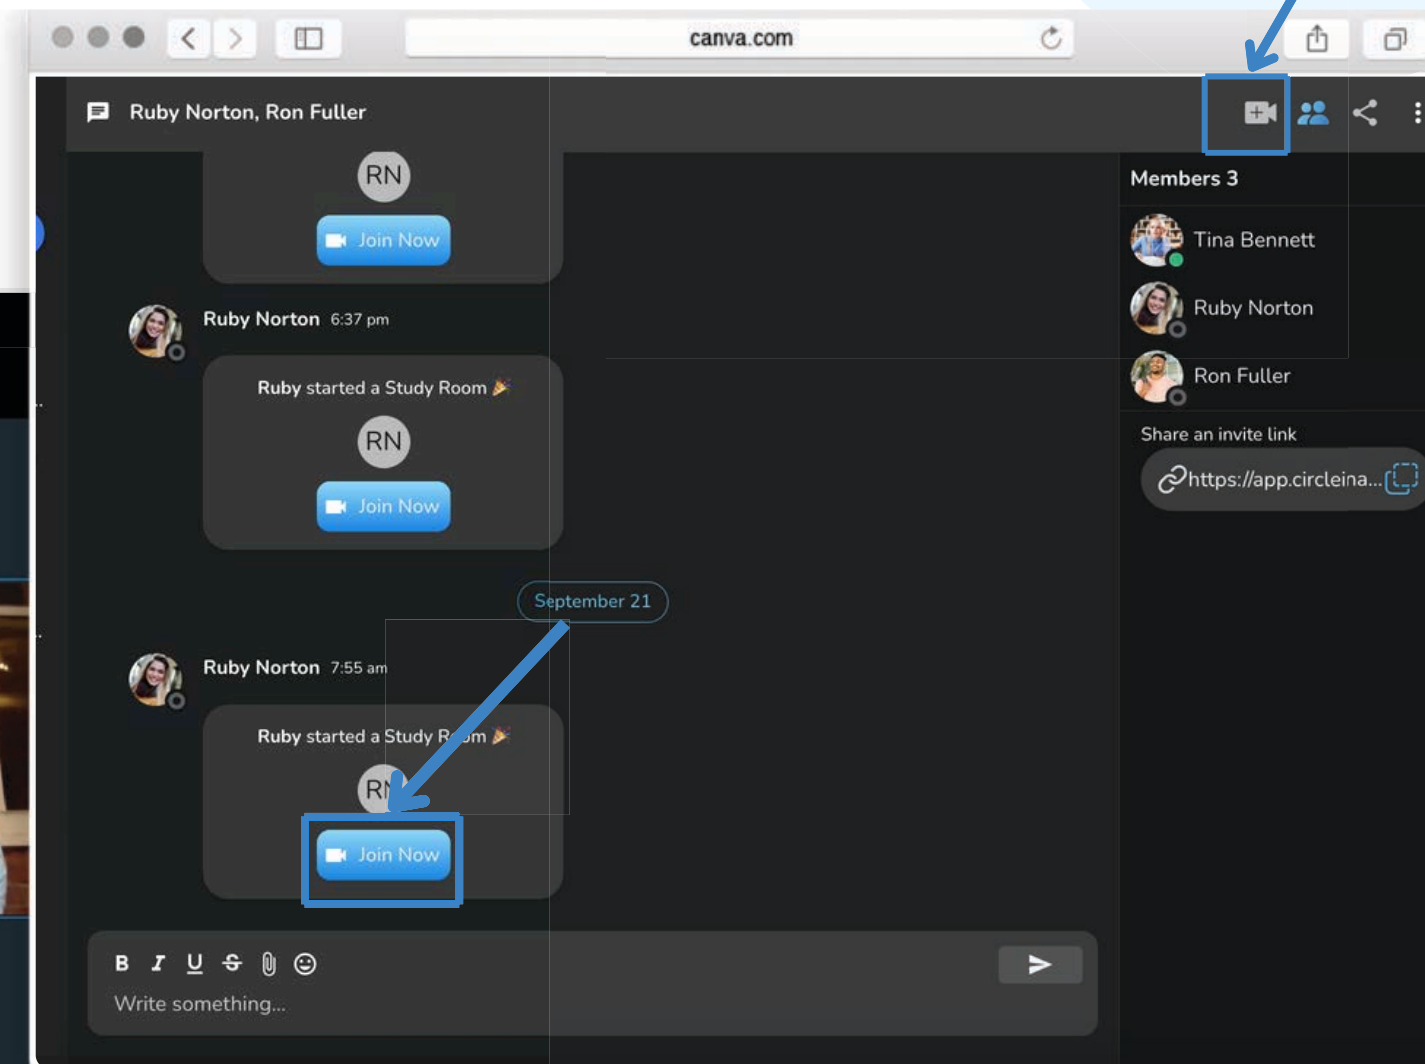 canva.com
Ruby Norton, Ron Fuller
RN
Join Now
Ruby Norton 6:37 pm
Ruby started a Study Room 🎉
RN
Join Now
September 21
Ruby Norton 7:55 am
Ruby started a Study Room 🎉
RN
Join Now
B I U S
Write something...
Members 3
Tina Bennett
Ruby Norton
Ron Fuller
Share an invite link
https://app.circleina...